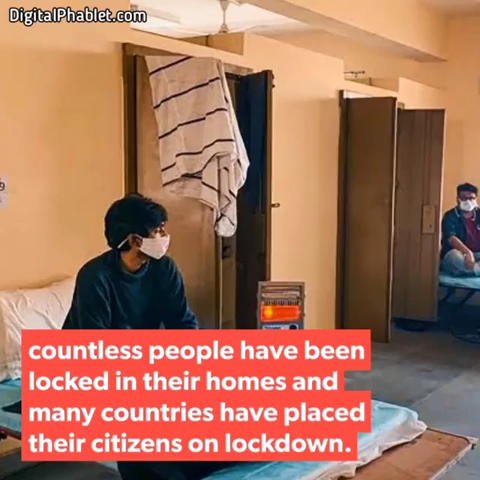 DigitalPhablet.com
9
countless people have been
locked in their homes and
many countries have placed
their citizens on lockdown.